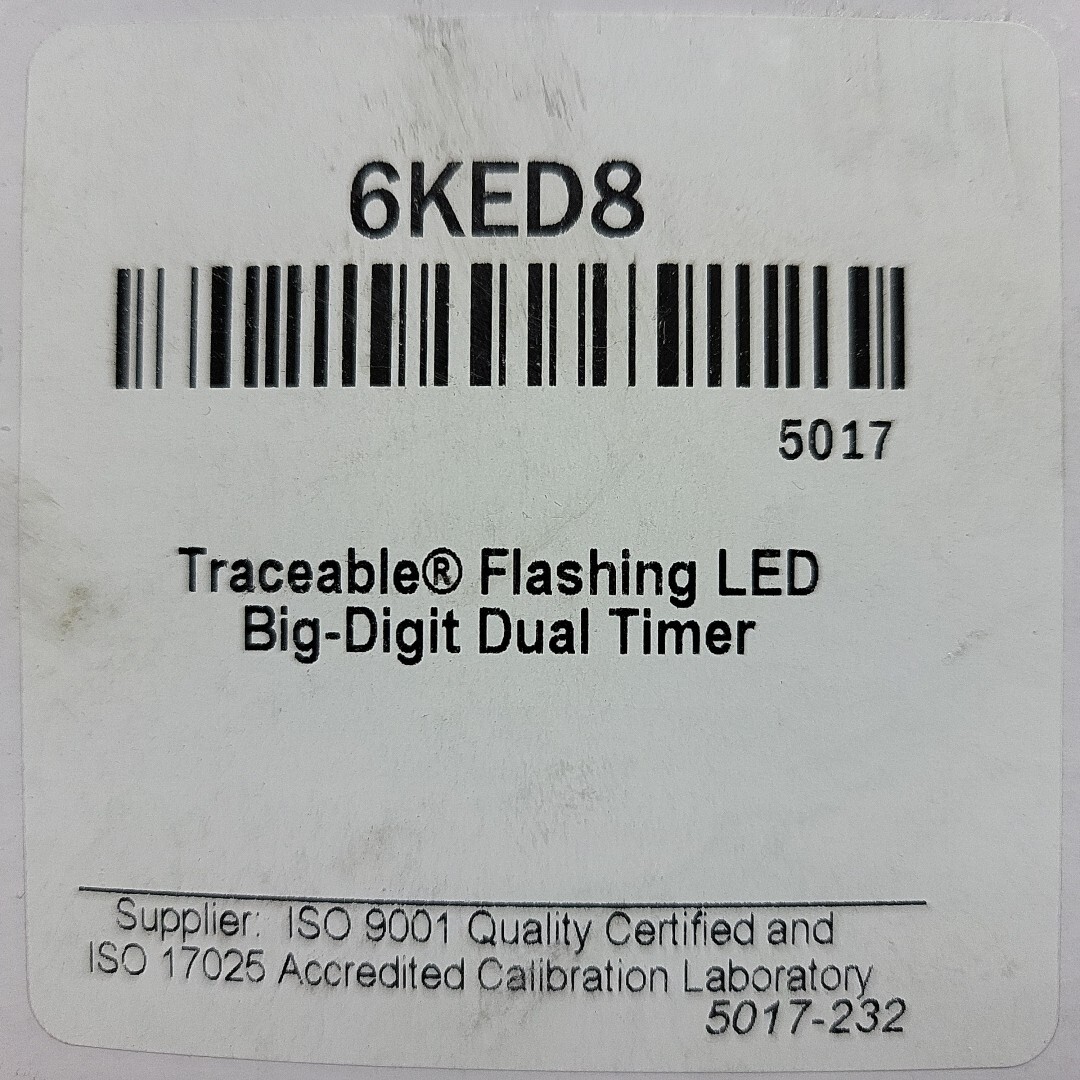 6KED8
5017
Traceable® Flashing LED
Big-Digit Dual Timer
Supplier: ISO 9001 Quality Certified and
ISO 17025 Accredited Calibration Laboratory
5017-232